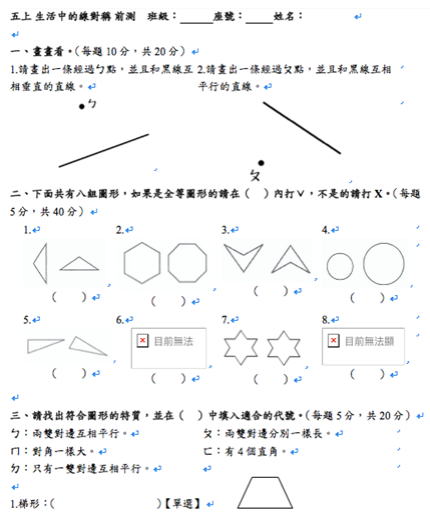 五上 生活中的線對稱 前測 班級：______座號：______姓名：
一、畫畫看。（每題10分，共20分）
1.請畫出一條經過ㄅ點，並且和黑線互相垂直的直線。
2.請畫出一條經過ㄆ點，並且和黑線互相平行的直線。
ㄅ
ㄆ
二、下面共有八組圖形，如果是全等圖形的請在（ ）內打ˇ，不是的請打X。（每題
5分，共40分）
1. 2. 3. 4.
（ ） （ ） （ ） （ ）
5. 6. 7. 8.
目前無法 目前無法顯
（ ） （ ） （ ） （ ）
三、請找出符合圖形的特質，並在（ ）中填入適合的代號。（每題5分，共20分）
ㄅ：兩雙對邊互相平行。 ㄆ：兩雙對邊分別一樣長。
ㄇ：對角一樣大。 ㄈ：有4個直角。
ㄉ：只有一雙對邊互相平行。
1.梯形：（ ）【單選】